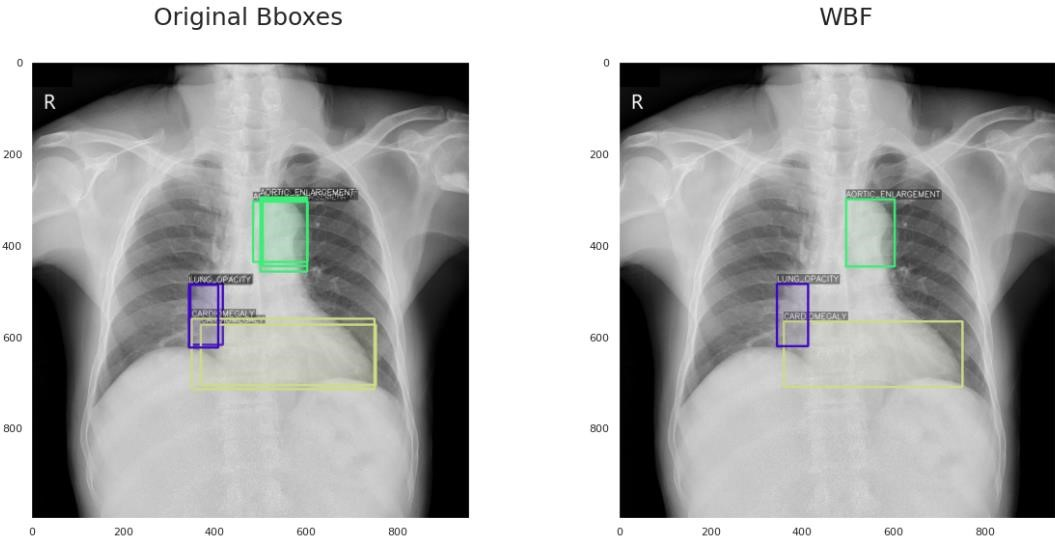 Original Bboxes
WBF
0
200
400
600
800
0
200
400
600
800
R
AORTIC_ENLARGEMENT
LUNG_OPACITY
CARDIOMEGALY
0
200
400
600
800
0
200
400
600
800
R
AORTIC_ENLARGEMENT
LUNG_OPACITY
CARDIOMEGALY